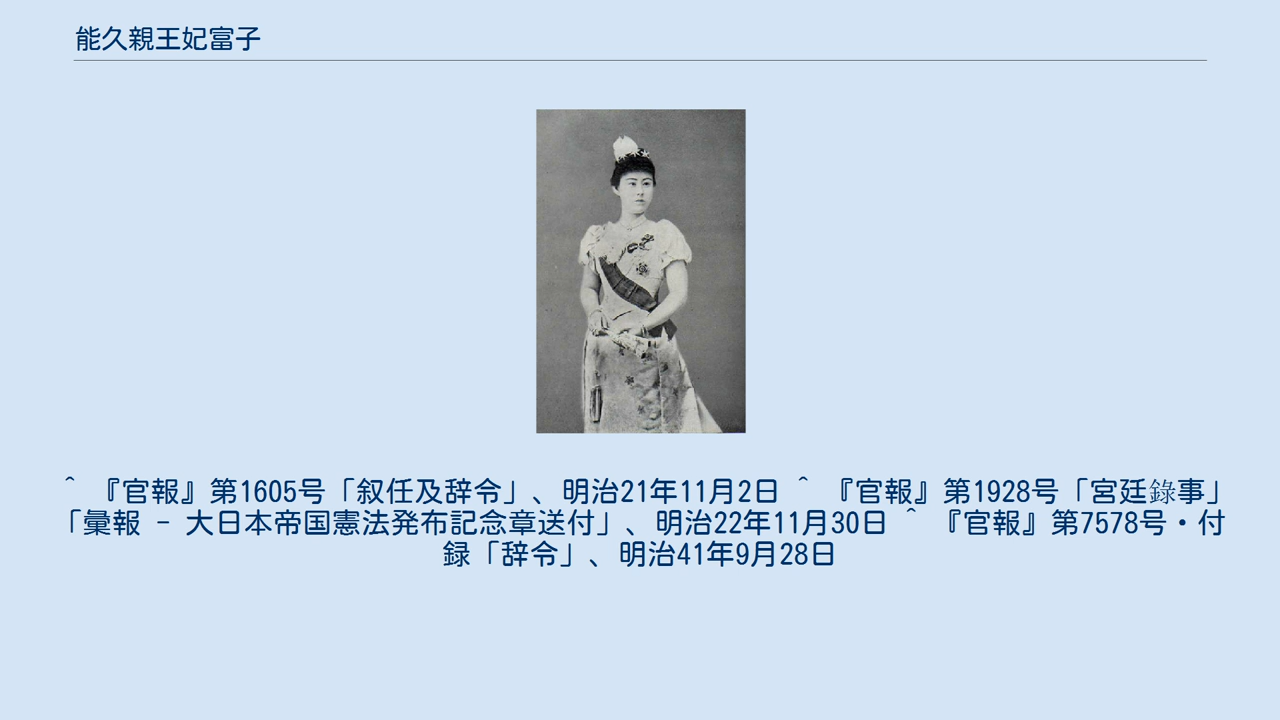 能久親王妃富子
^ 『官報』第1605号「叙任及辞令」、明治21年11月2日 ^ 『官報』第1928号「宮廷錄事」
「彙報 − 大日本帝国憲法発布記念章送付」、明治22年11月30日 ^ 『官報』第7578号・付
録「辞令」、明治41年9月28日